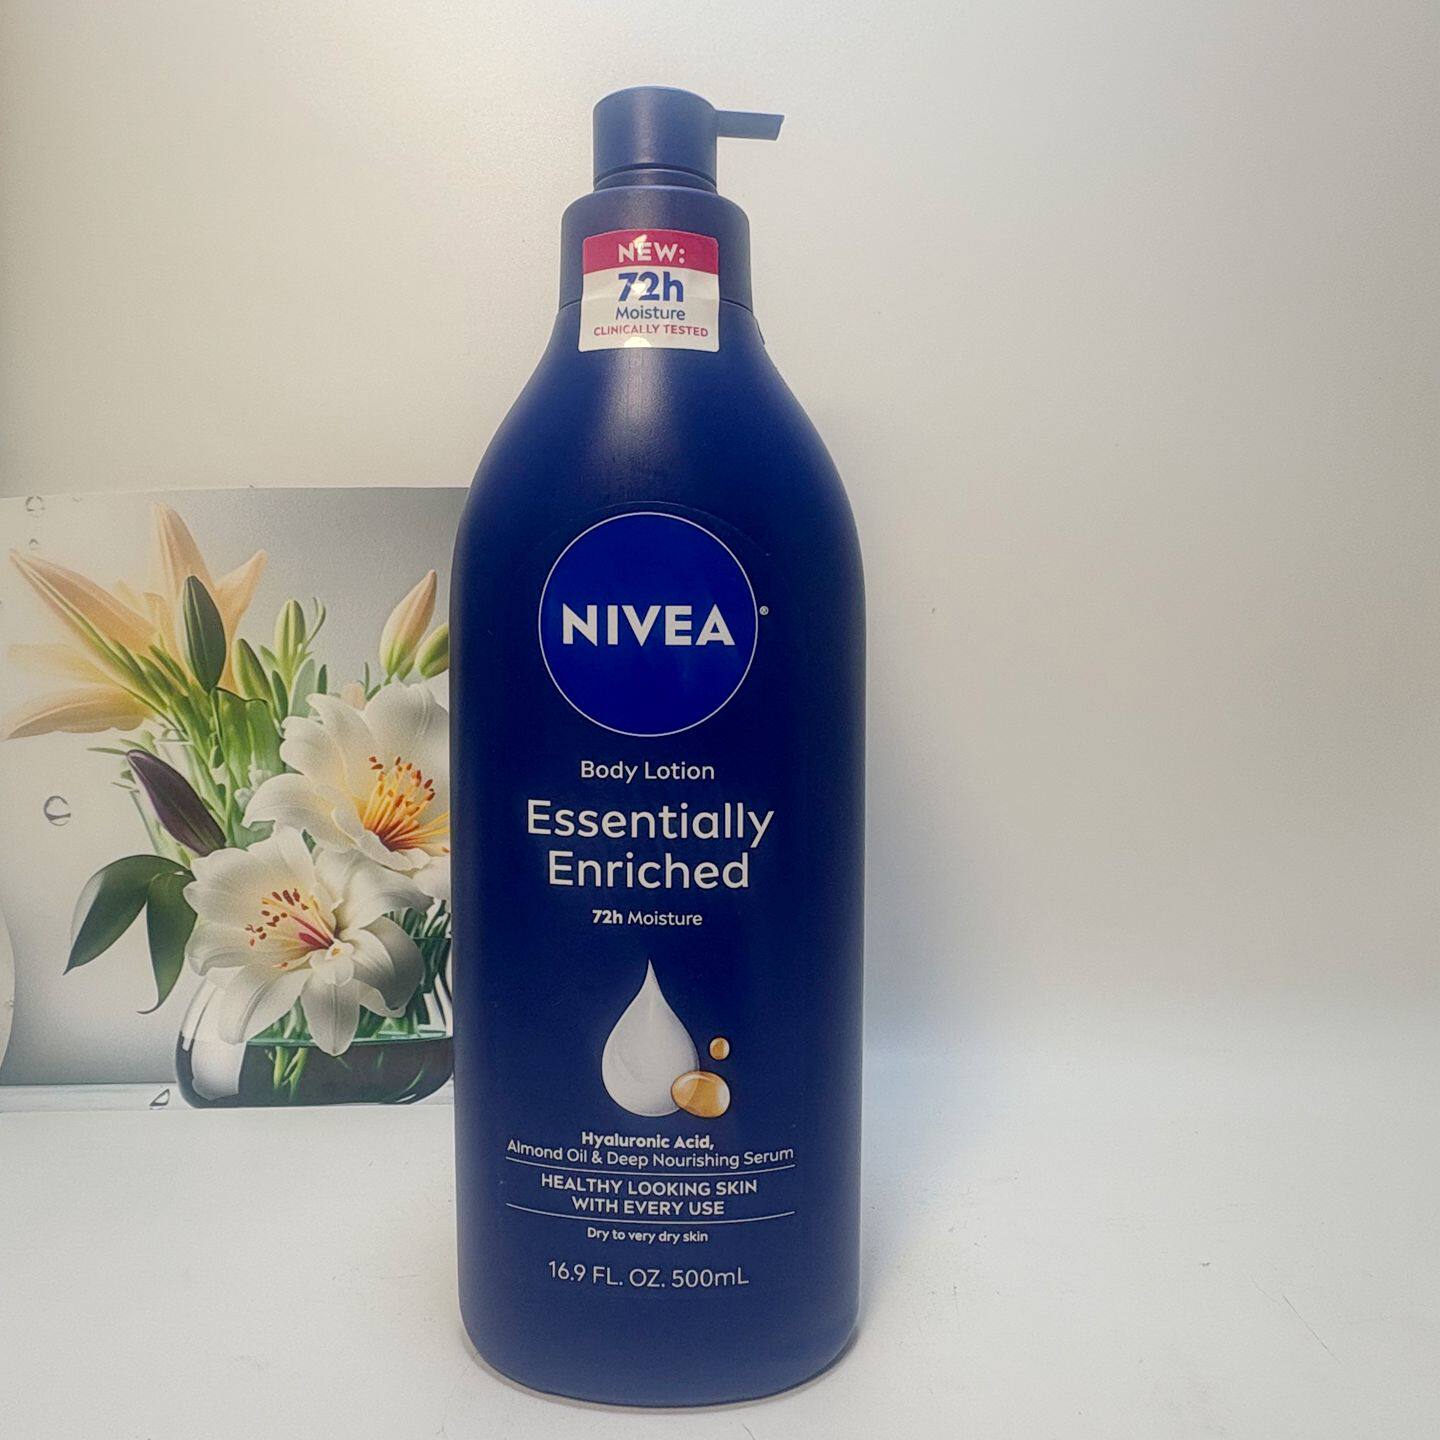 NEW:
72h
Moisture
CLINICALLY TESTED
NIVEA®
Body Lotion
Essentially
Enriched
72h Moisture
Hyaluronic Acid,
Almond Oil & Deep Nourishing Serum
HEALTHY LOOKING SKIN
WITH EVERY USE
Dry to very dry skin
16.9 FL. OZ. 500mL